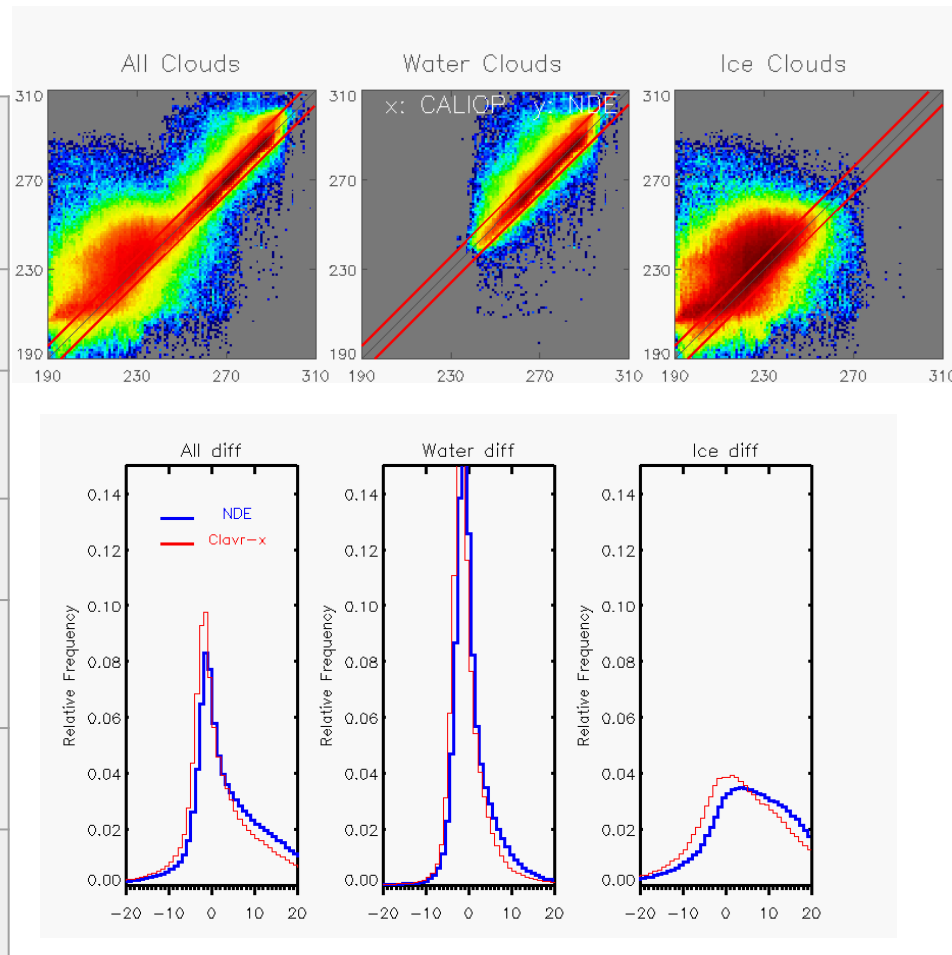 All Clouds
Water Clouds
Ice Clouds
310
310
310
x: CALIOP y: NDE
270
270
270
230
230
230
190
190
190
190 230 270 310
190 230 270 310
190 230 270 310
All diff
Water diff
Ice diff
0.14
0.12
0.10
0.08
0.06
0.04
0.02
0.00
Relative Frequency
NDE
Clavr-x
-20 -10 0 10 20
0.14
0.12
0.10
0.08
0.06
0.04
0.02
0.00
Relative Frequency
-20 -10 0 10 20
0.14
0.12
0.10
0.08
0.06
0.04
0.02
0.00
Relative Frequency
-20 -10 0 10 20